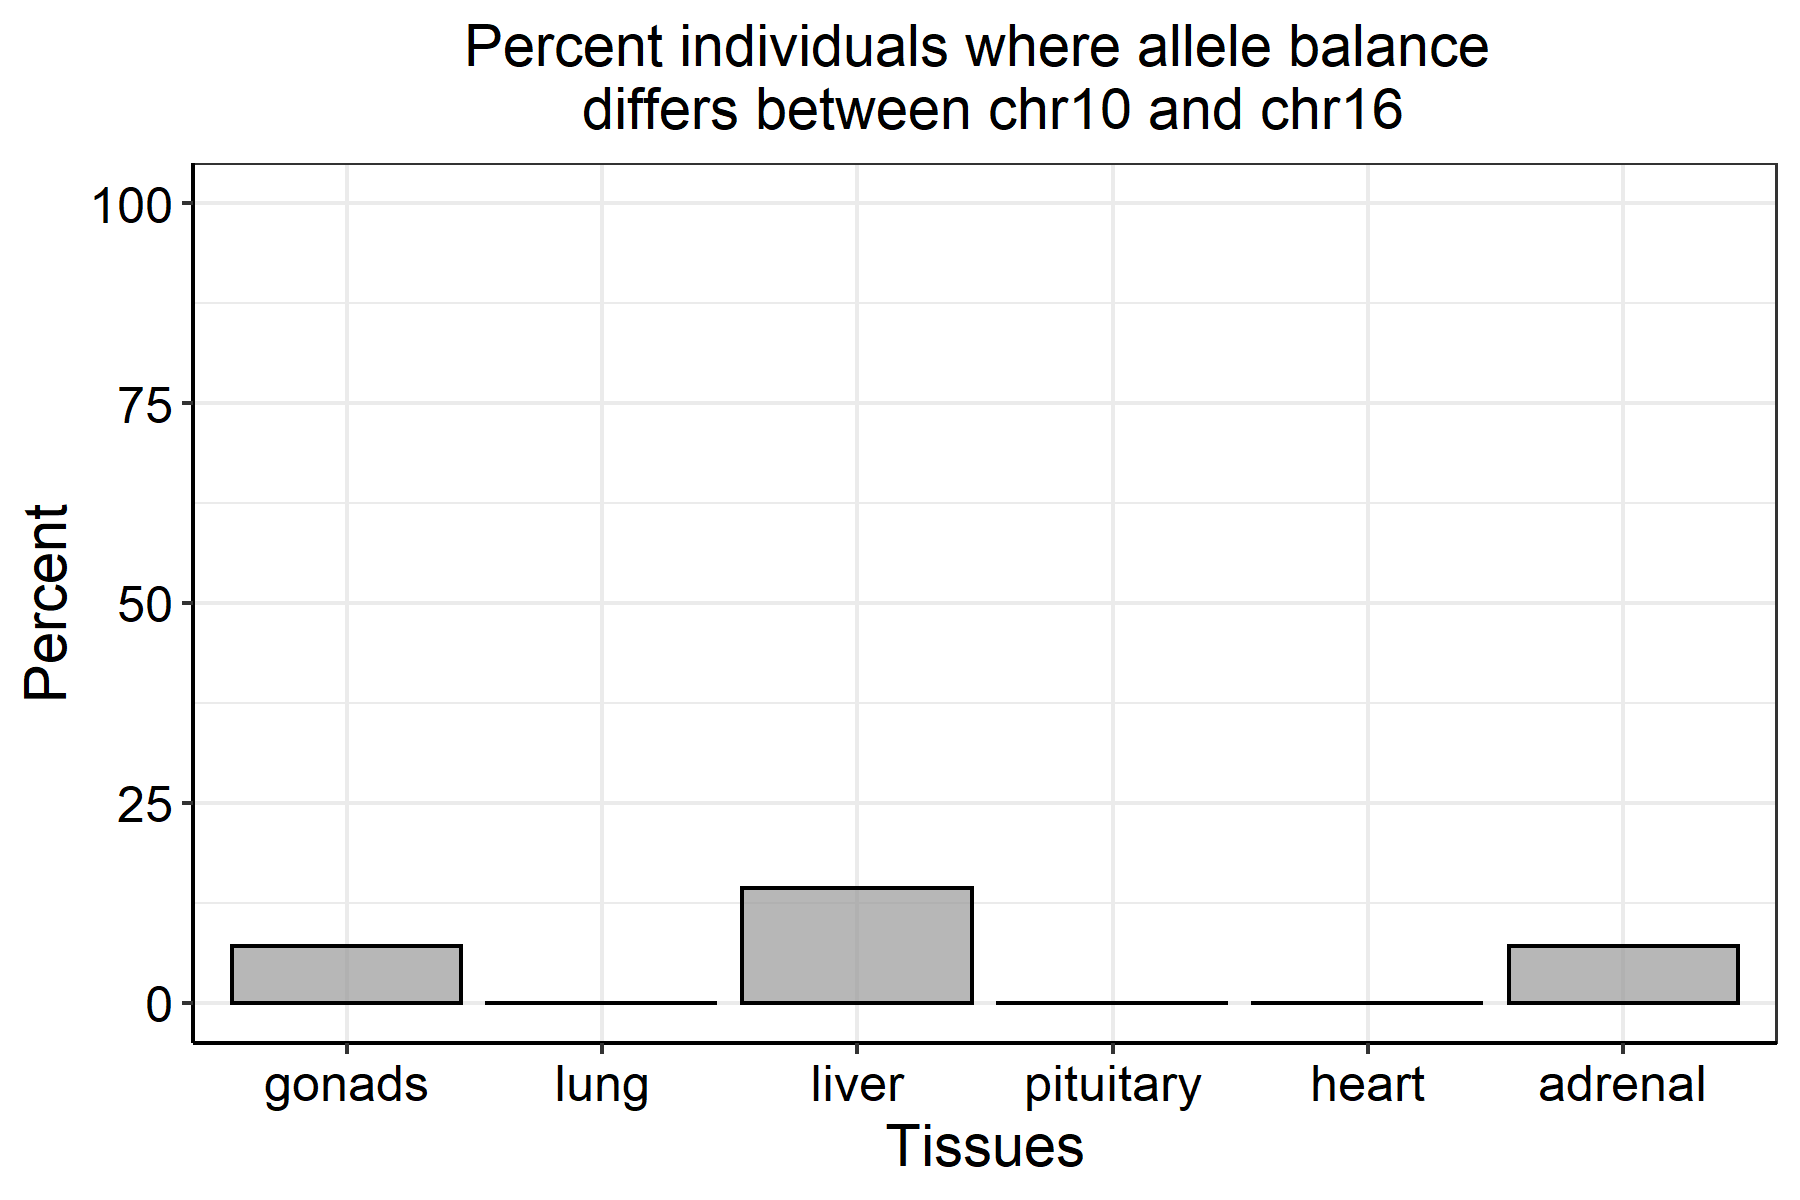 Percent individuals where allele balance
differs between chr10 and chr16
100
75
50
25
0
Percent
gonads lung liver pituitary heart adrenal
Tissues